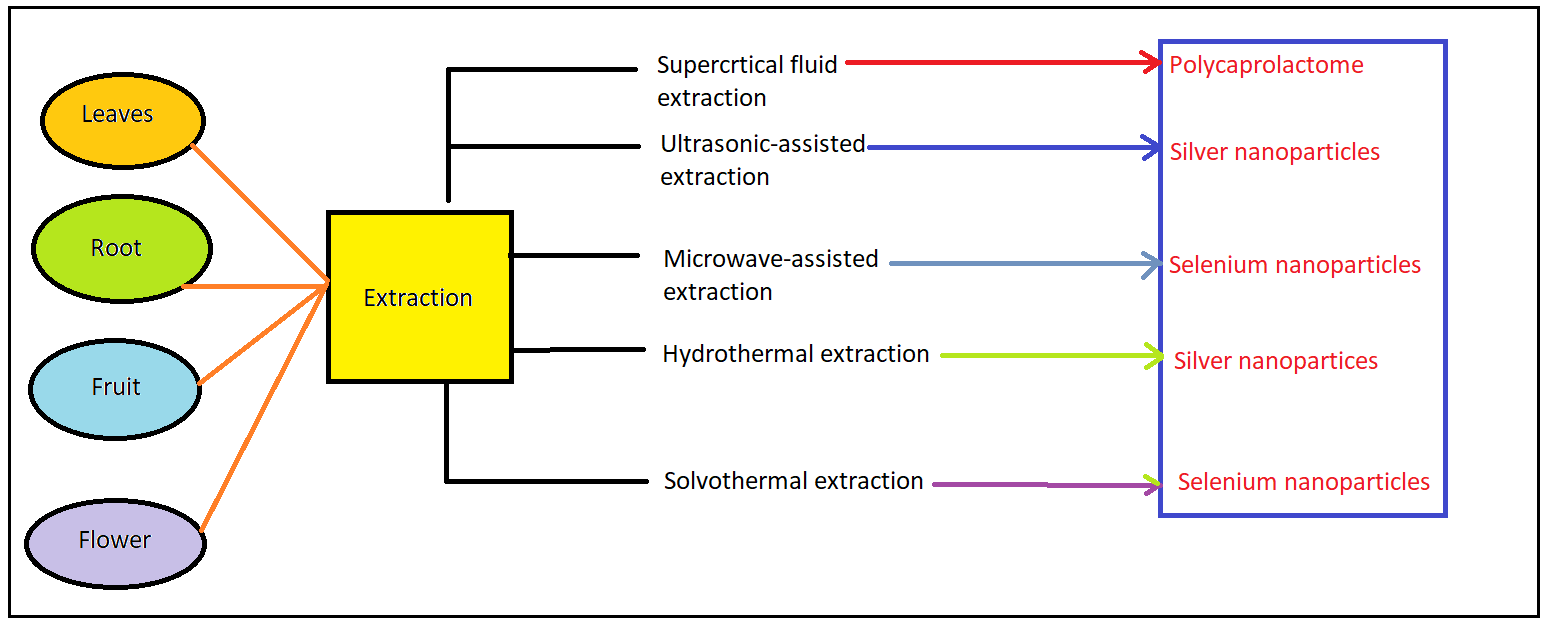 Leaves
Root
Fruit
Flower
Extraction
Supercrtical fluid
extraction
Polycaprolactome
Ultrasonic-assisted
extraction
Silver nanoparticles
Microwave-assisted
extraction
Selenium nanoparticles
Hydrothermal extraction
Silver nanopartices
Solvothermal extraction
Selenium nanoparticles